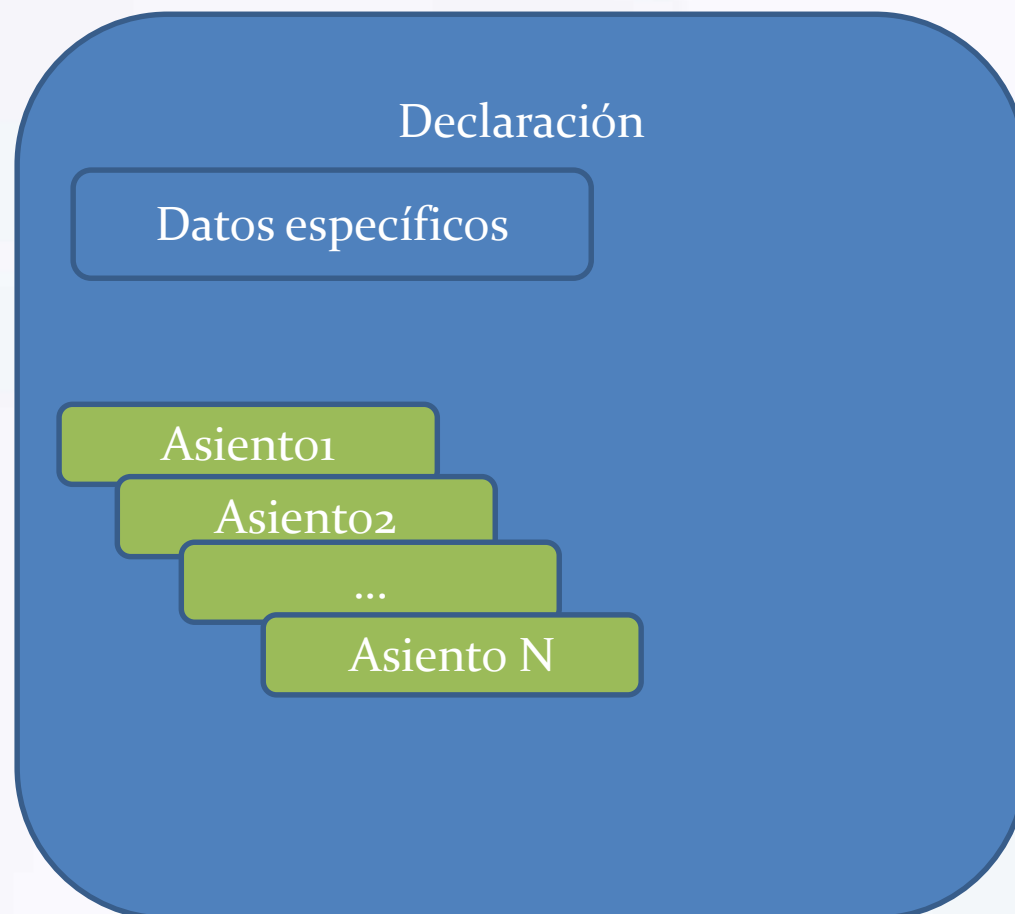 Declaración
Datos específicos
Asiento1
Asiento2
...
Asiento N